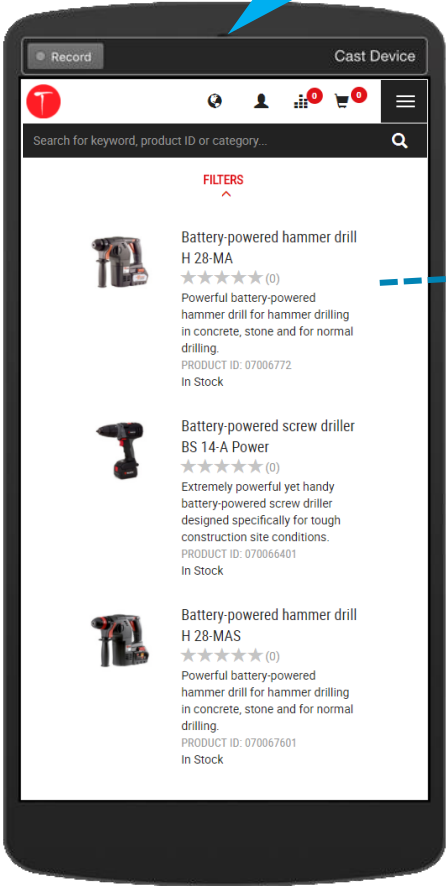 Record
Cast Device
0
0
Search for keyword, product ID or category...
FILTERS
Battery-powered hammer drill
H 28-MA
(0)
Powerful battery-powered
hammer drill for hammer drilling
in concrete, stone and for normal
drilling.
PRODUCT ID: 07006772
In Stock
Battery-powered screw driller
BS 14-A Power
(0)
Extremely powerful yet handy
battery-powered screw driller
designed specifically for tough
construction site conditions.
PRODUCT ID: 070066401
In Stock
Battery-powered hammer drill
H 28-MAS
(0)
Powerful battery-powered
hammer drill for hammer drilling
in concrete, stone and for normal
drilling.
PRODUCT ID: 070067601
In Stock